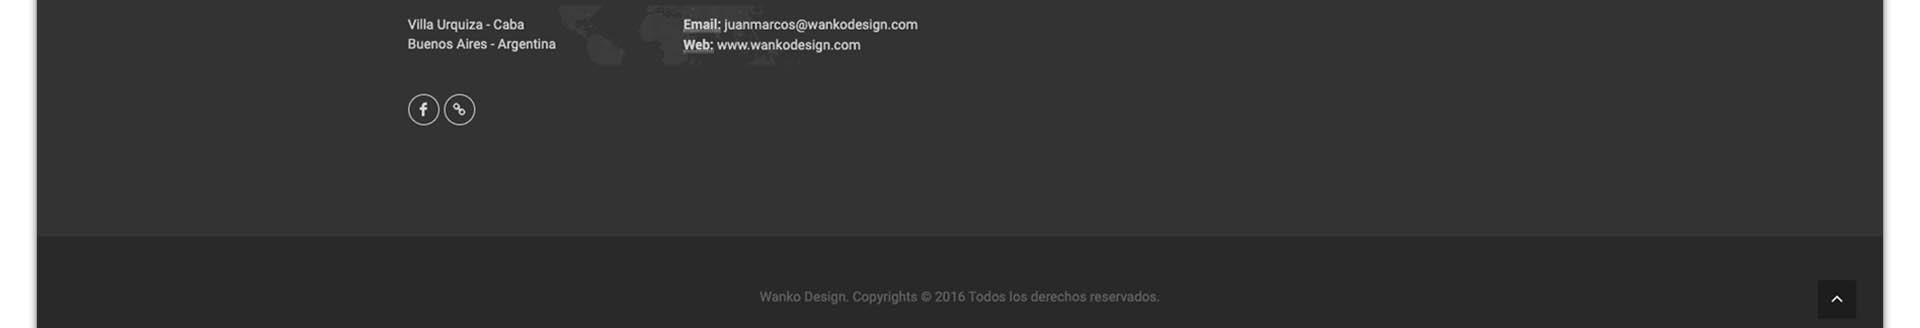 Villa Urquiza - Caba
Buenos Aires - Argentina
Email: juanmarcos@wankodesign.com
Web: www.wankodesign.com
Wanko Design. Copyrights © 2016 Todos los derechos reservados.